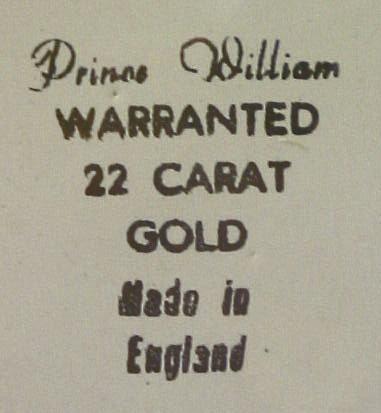 Prince William
WARRANTED
22 CARAT
GOLD
Made in
England